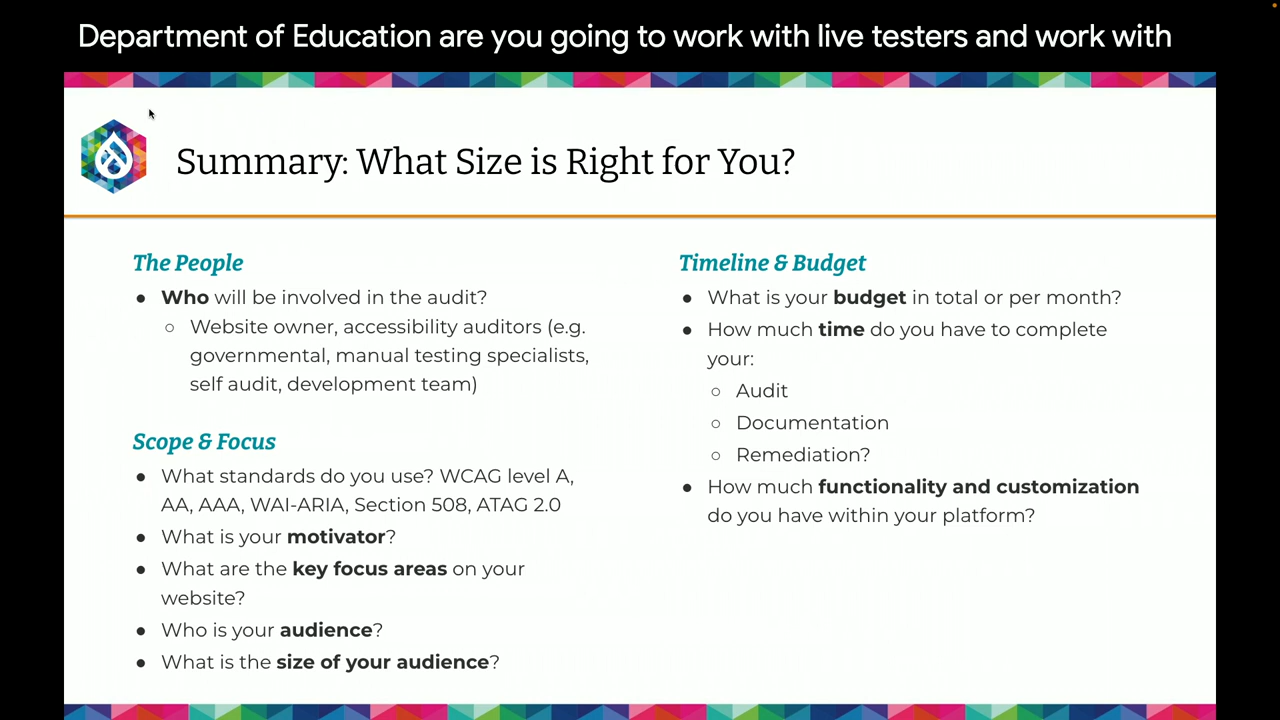 Department of Education are you going to work with live testers and work with
Summary: What Size is Right for You?
The People
● Who will be involved in the audit?
○ Website owner, accessibility auditors (e.g.
governmental, manual testing specialists,
self audit, development team)
Scope & Focus
● What standards do you use? WCAG level A,
AA, AAA, WAI-ARIA, Section 508, ATAG 2.0
● What is your motivator?
● What are the key focus areas on your
website?
● Who is your audience?
● What is the size of your audience?
Timeline & Budget
● What is your budget in total or per month?
● How much time do you have to complete
your:
○ Audit
○ Documentation
○ Remediation?
● How much functionality and customization
do you have within your platform?